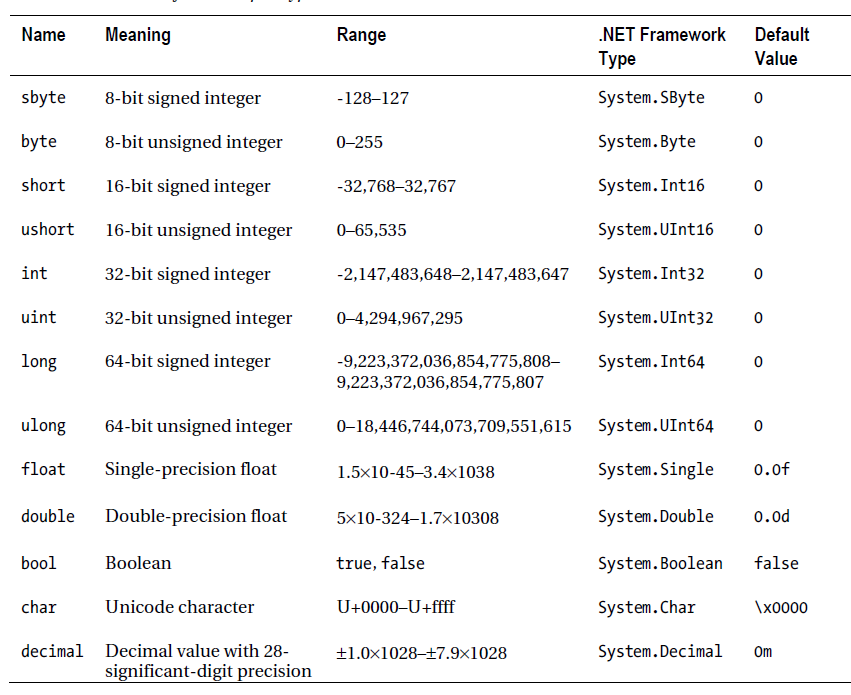 Name Meaning Range .NET Framework Type Default Value
sbyte 8-bit signed integer -128–127 System.SByte 0
byte 8-bit unsigned integer 0–255 System.Byte 0
short 16-bit signed integer -32,768–32,767 System.Int16 0
ushort 16-bit unsigned integer 0–65,535 System.UInt16 0
int 32-bit signed integer -2,147,483,648–2,147,483,647 System.Int32 0
uint 32-bit unsigned integer 0–4,294,967,295 System.UInt32 0
long 64-bit signed integer -9,223,372,036,854,775,808– System.Int64 0
9,223,372,036,854,775,807
ulong 64-bit unsigned integer 0–18,446,744,073,709,551,615 System.UInt64 0
float Single-precision float 1.5×10-45–3.4×1038 System.Single 0.0f
double Double-precision float 5×10-324–1.7×10308 System.Double 0.0d
bool Boolean true, false System.Boolean false
char Unicode character U+0000–U+ffff System.Char \x0000
decimal Decimal value with 28- ±1.0×1028–±7.9×1028 System.Decimal 0m
significant-digit precision